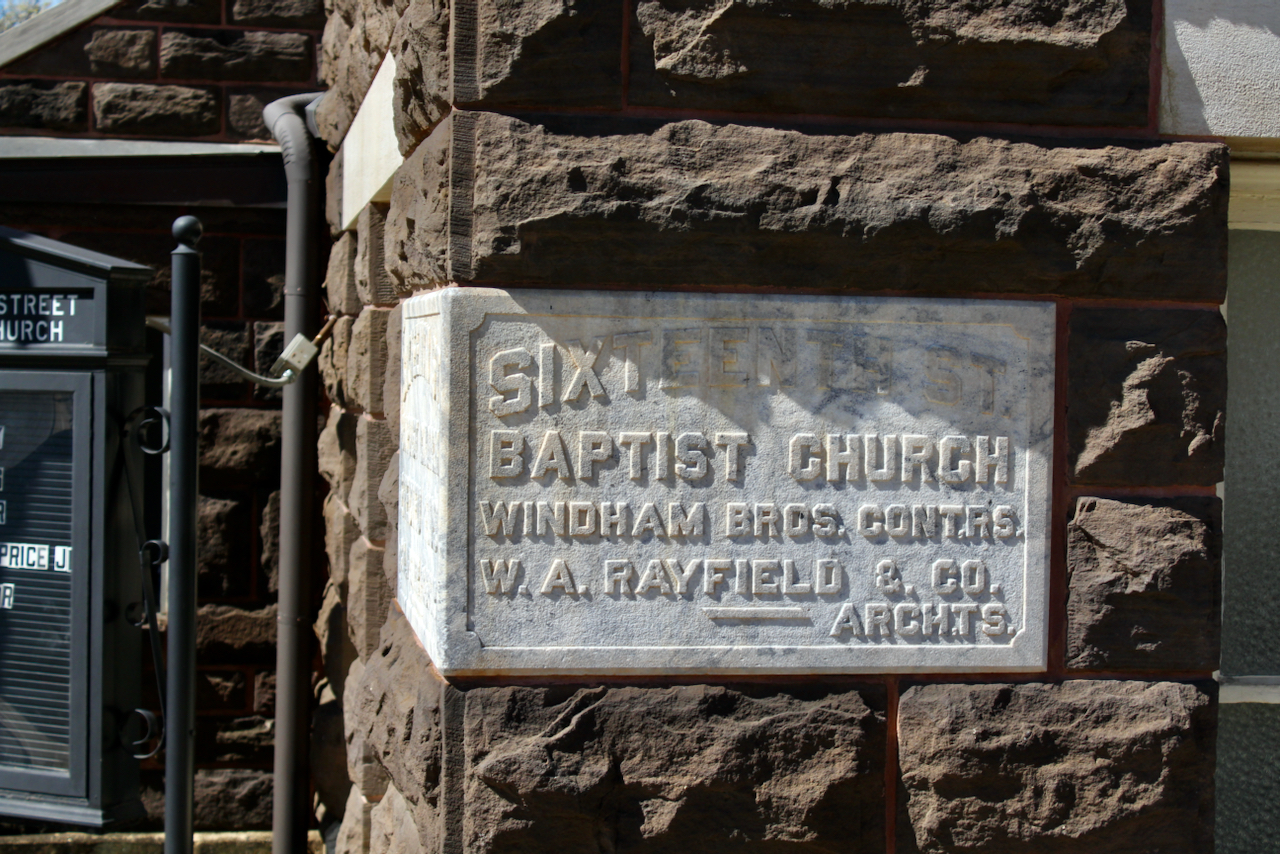 STREET
HURCH
PRICE J
SIXTEENTH ST
BAPTIST CHURCH
WINDHAM BROS. CONTRS.
W. A. RAYFIELD &. CO.
ARCHTS.